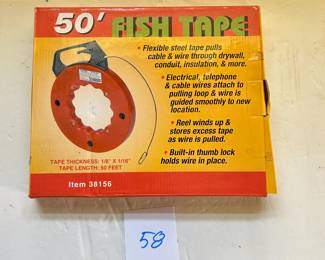 50' FISH TAPE
• Flexible steel tape pulls
cable & wire through drywall,
conduit, insulation, & more.
• Electrical, telephone
& cable wires attach to
pulling loop & wire is
guided smoothly to new
location.
• Reel winds up &
stores excess tape
as wire is pulled.
• Built-in thumb lock
holds wire in place.
TAPE THICKNESS: 1/8" X 1/16"
TAPE LENGTH: 50 FEET
Item 38156
58